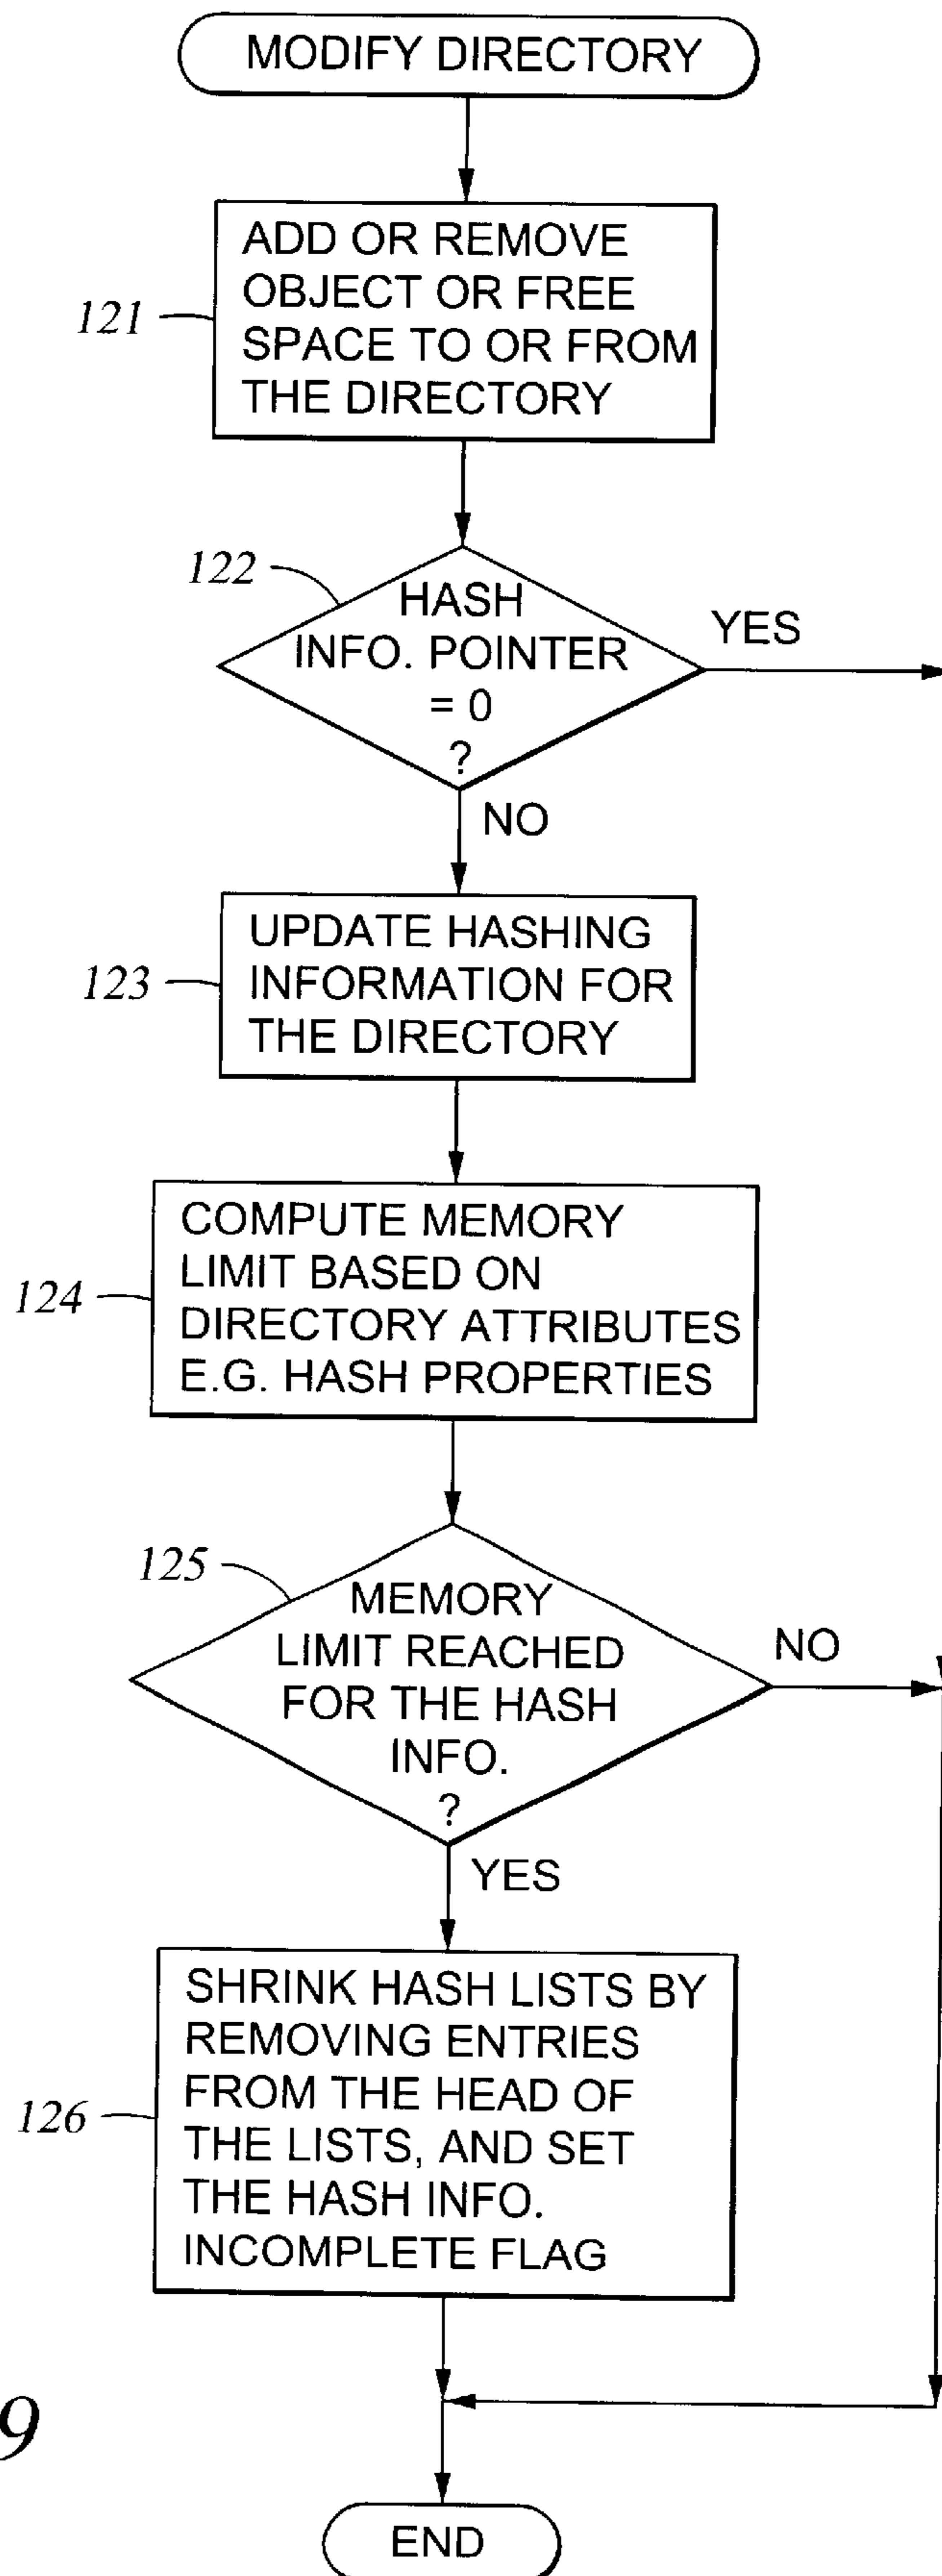 MODIFY DIRECTORY
ADD OR REMOVE
OBJECT OR FREE
SPACE TO OR FROM
THE DIRECTORY
121
122
HASH
INFO. POINTER
= 0
?
YES
NO
UPDATE HASHING
INFORMATION FOR
THE DIRECTORY
123
COMPUTE MEMORY
LIMIT BASED ON
DIRECTORY ATTRIBUTES
E.G. HASH PROPERTIES
124
125
MEMORY
LIMIT REACHED
FOR THE HASH
INFO.
?
NO
YES
SHRINK HASH LISTS BY
REMOVING ENTRIES
FROM THE HEAD OF
THE LISTS, AND SET
THE HASH INFO.
INCOMPLETE FLAG
126
9
END